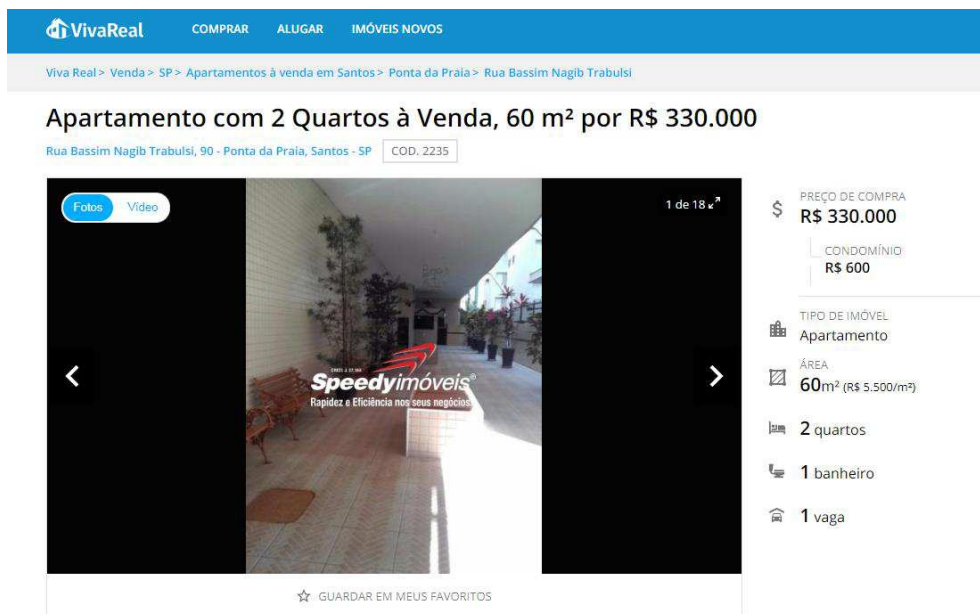 VivaReal COMPRAR ALUGAR IMÓVEIS NOVOS
Viva Real > Venda > SP > Apartamentos à venda em Santos > Ponta da Praia > Rua Bassim Nagib Trabulsi
Apartamento com 2 Quartos à Venda, 60 m² por R$ 330.000
Rua Bassim Nagib Trabulsi, 90 - Ponta da Praia, Santos - SP COD. 2235
Fotos Vídeo
1 de 18
Speedyimóveis®
Rapidez e Eficiência nos seus negócios.
GUARDAR EM MEUS FAVORITOS
PREÇO DE COMPRA
R$ 330.000
CONDOMÍNIO
R$ 600
TIPO DE IMÓVEL
Apartamento
ÁREA
60m² (R$ 5.500/m²)
2 quartos
1 banheiro
1 vaga